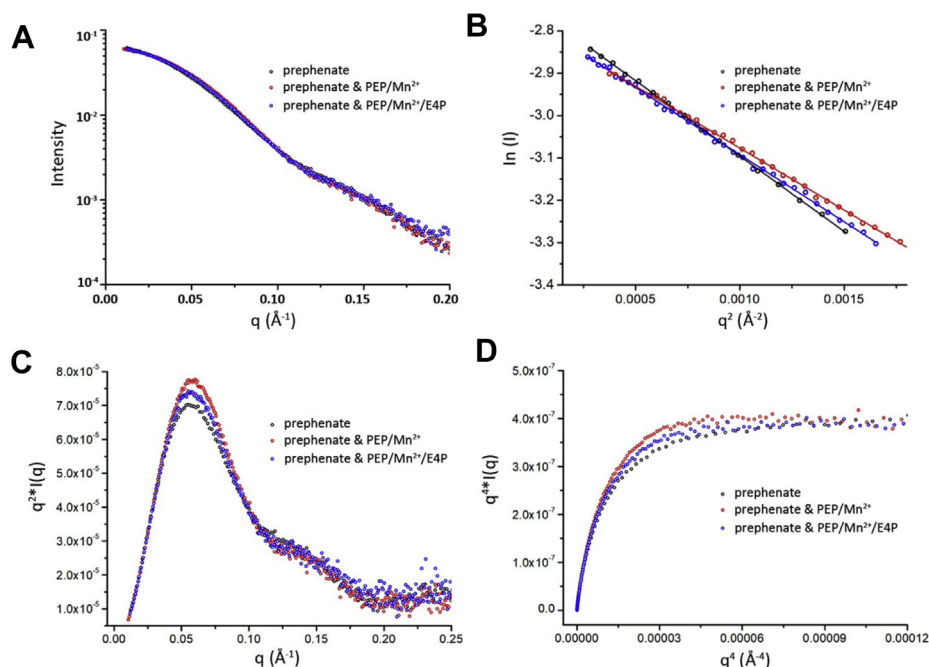 A
10⁻¹
10⁻²
10⁻³
10⁻⁴
Intensity
prephenate
prephenate & PEP/Mn²⁺
prephenate & PEP/Mn²⁺/E4P
0.00 0.05 0.10 0.15 0.20
q (Å⁻¹)
B
-2.8
-2.9
-3.0
-3.1
-3.3
-3.4
ln (I)
prephenate
prephenate & PEP/Mn²⁺
prephenate & PEP/Mn²⁺/E4P
0.0005 0.0010 0.0015
q² (Å⁻²)
C
8.0x10⁻⁵
7.0x10⁻⁵
6.0x10⁻⁵
5.0x10⁻⁵
4.0x10⁻⁵
3.0x10⁻⁵
2.0x10⁻⁵
1.0x10⁻⁵
q²*I(q)
prephenate
prephenate & PEP/Mn²⁺
prephenate & PEP/Mn²⁺/E4P
0.00 0.05 0.10 0.15 0.20 0.25
q (Å⁻¹)
D
5.0x10⁻⁷
4.0x10⁻⁷
3.0x10⁻⁷
2.0x10⁻⁷
1.0x10⁻⁷
0.0
q⁴*I(q)
prephenate
prephenate & PEP/Mn²⁺
prephenate & PEP/Mn²⁺/E4P
0.00000 0.00003 0.00006 0.00009 0.00012
q⁴ (Å⁻⁴)